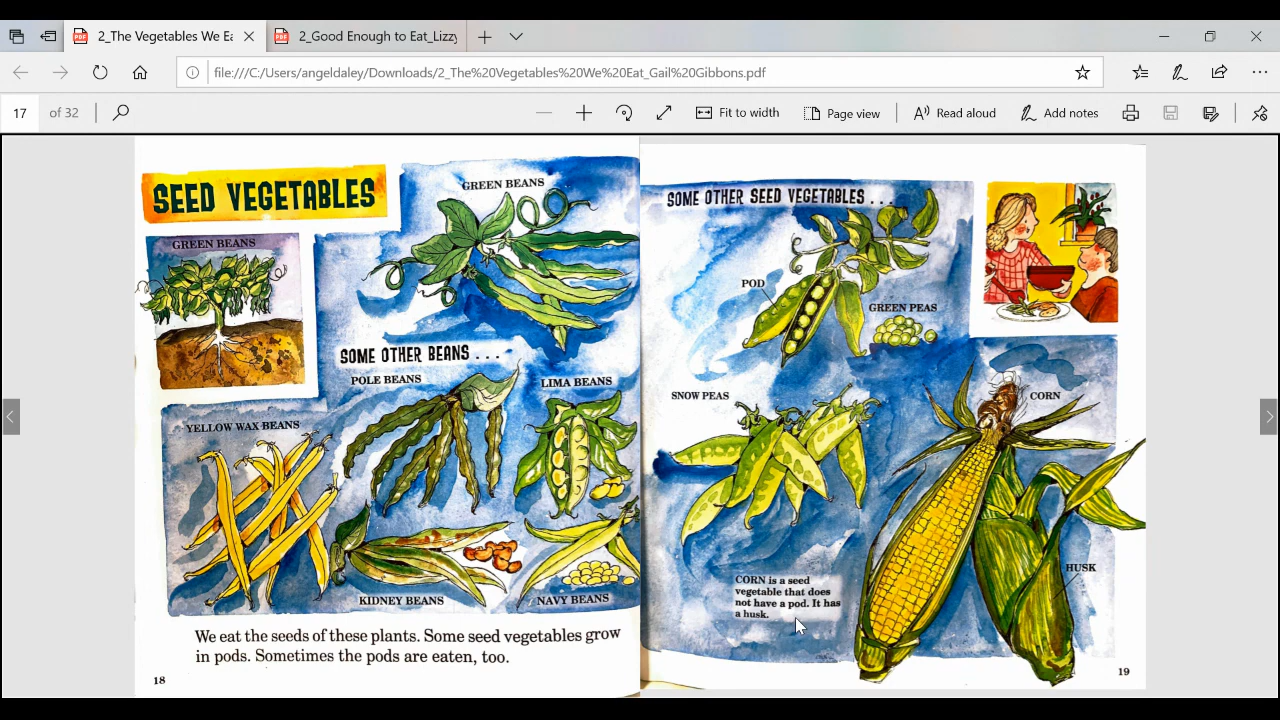 2_The Vegetables We Ea
2_Good Enough to Eat_Lizzy
file:///C:/Users/angeldaley/Downloads/2_The%20Vegetables%20We%20Eat_Gail%20Gibbons.pdf
17 of 32
Fit to width
Page view
Read aloud
Add notes
SEED VEGETABLES
GREEN BEANS
GREEN BEANS
SOME OTHER BEANS . . .
POLE BEANS
LIMA BEANS
YELLOW WAX BEANS
KIDNEY BEANS
NAVY BEANS
We eat the seeds of these plants. Some seed vegetables grow
in pods. Sometimes the pods are eaten, too.
18
SOME OTHER SEED VEGETABLES . . .
POD
GREEN PEAS
SNOW PEAS
CORN
CORN is a seed
vegetable that does
not have a pod. It has
a husk.
HUSK
19